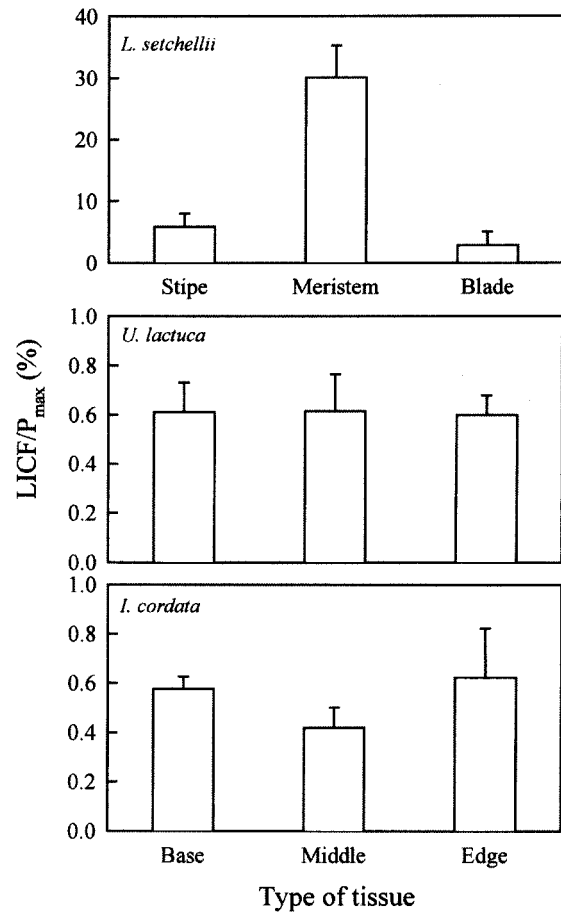 40
L. setchellii
30
20
10
0
Stipe Meristem Blade
1.0
U. lactuca
0.8
0.6
0.4
0.2
0.0
LICF/Pmax (%)
1.0
I. cordata
0.8
0.6
0.4
0.2
0.0
Base Middle Edge
Type of tissue